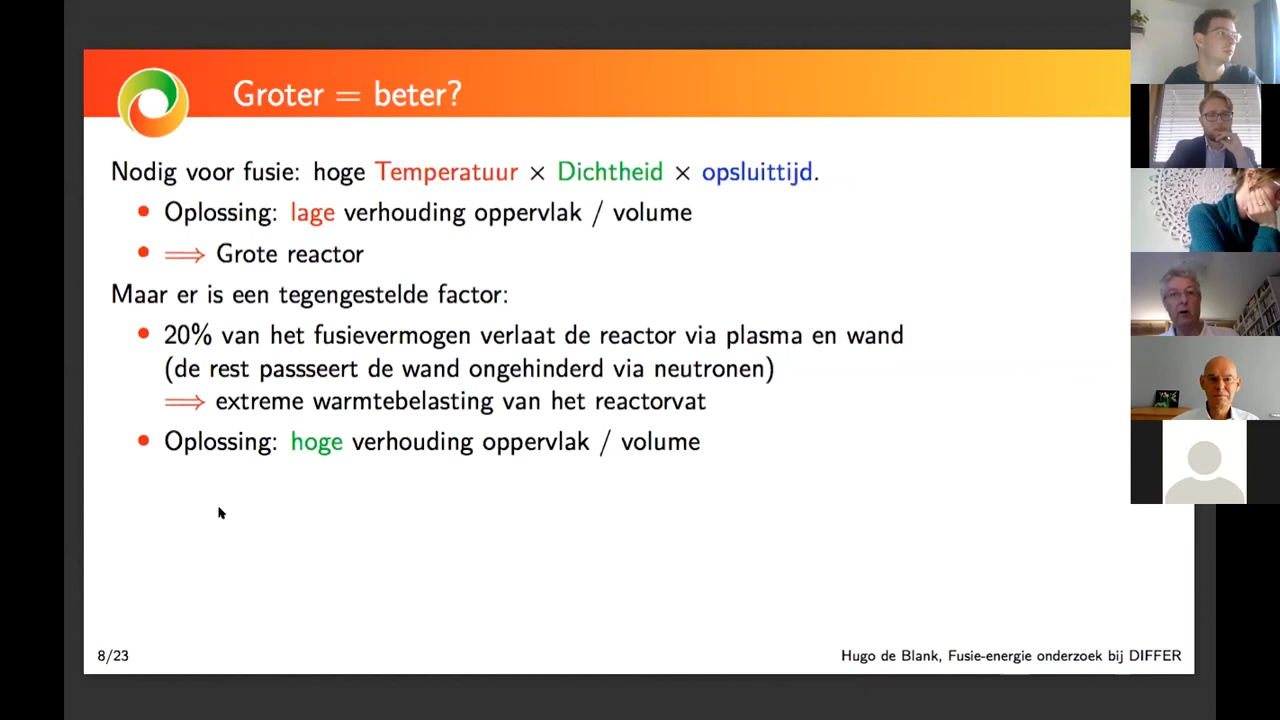 Groter = beter?
Nodig voor fusie: hoge Temperatuur × Dichtheid × opsluittijd.
• Oplossing: lage verhouding oppervlak / volume
• ⟹ Grote reactor
Maar er is een tegengestelde factor:
• 20% van het fusievermogen verlaat de reactor via plasma en wand
(de rest passseert de wand ongehinderd via neutronen)
⟹ extreme warmtebelasting van het reactorvat
• Oplossing: hoge verhouding oppervlak / volume
8/23
Hugo de Blank, Fusie-energie onderzoek bij DIFFER